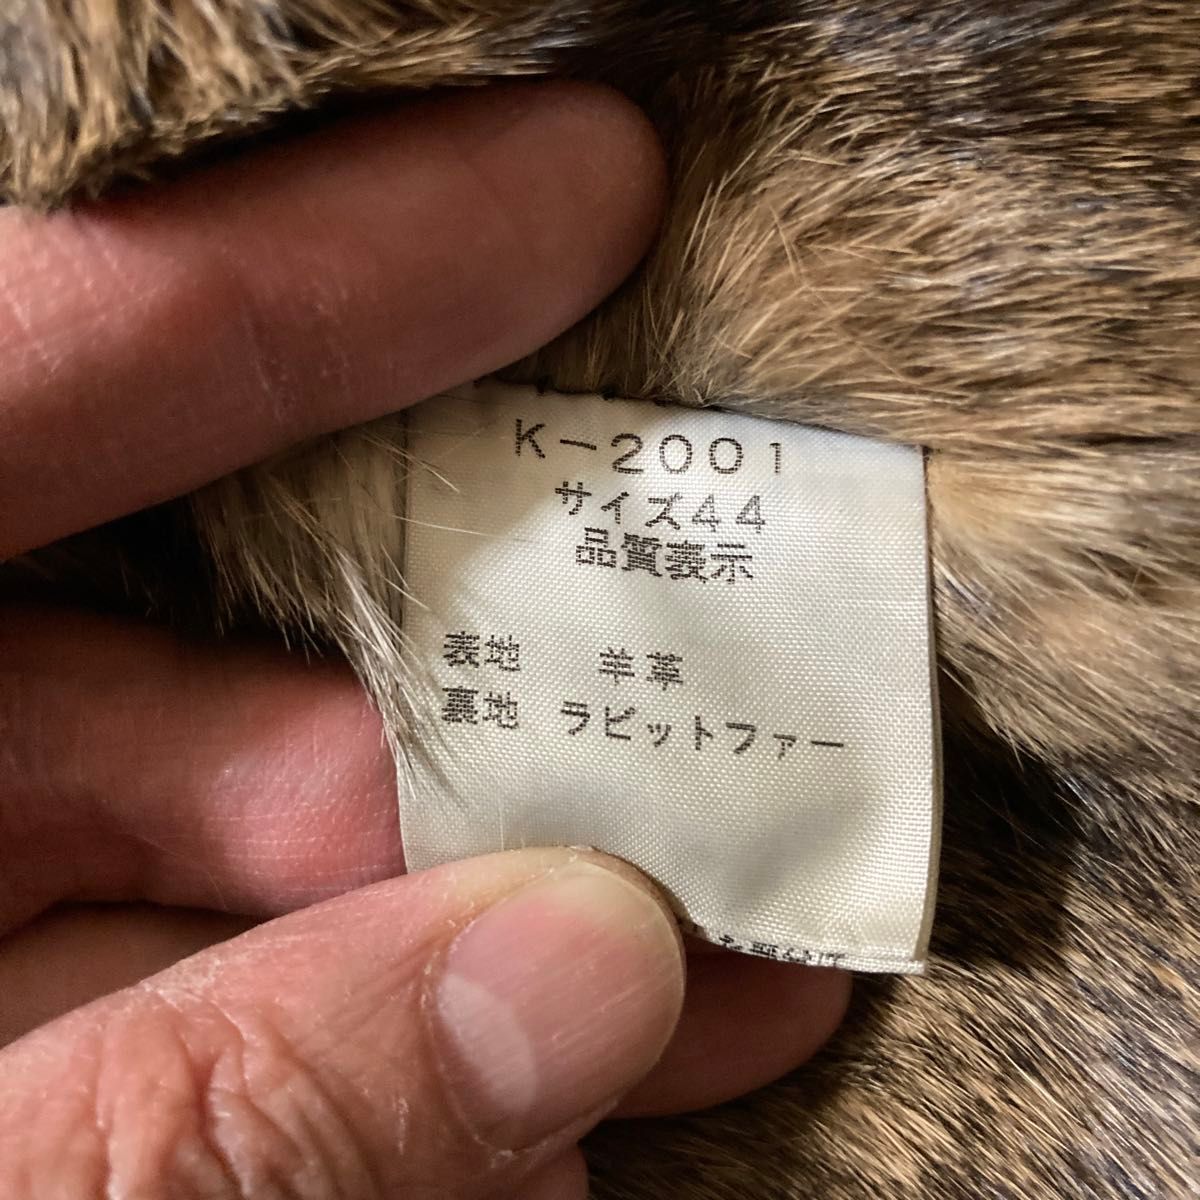 K-2001
サイズ44
品質表示
表地 羊革
裏地 ラビットファー